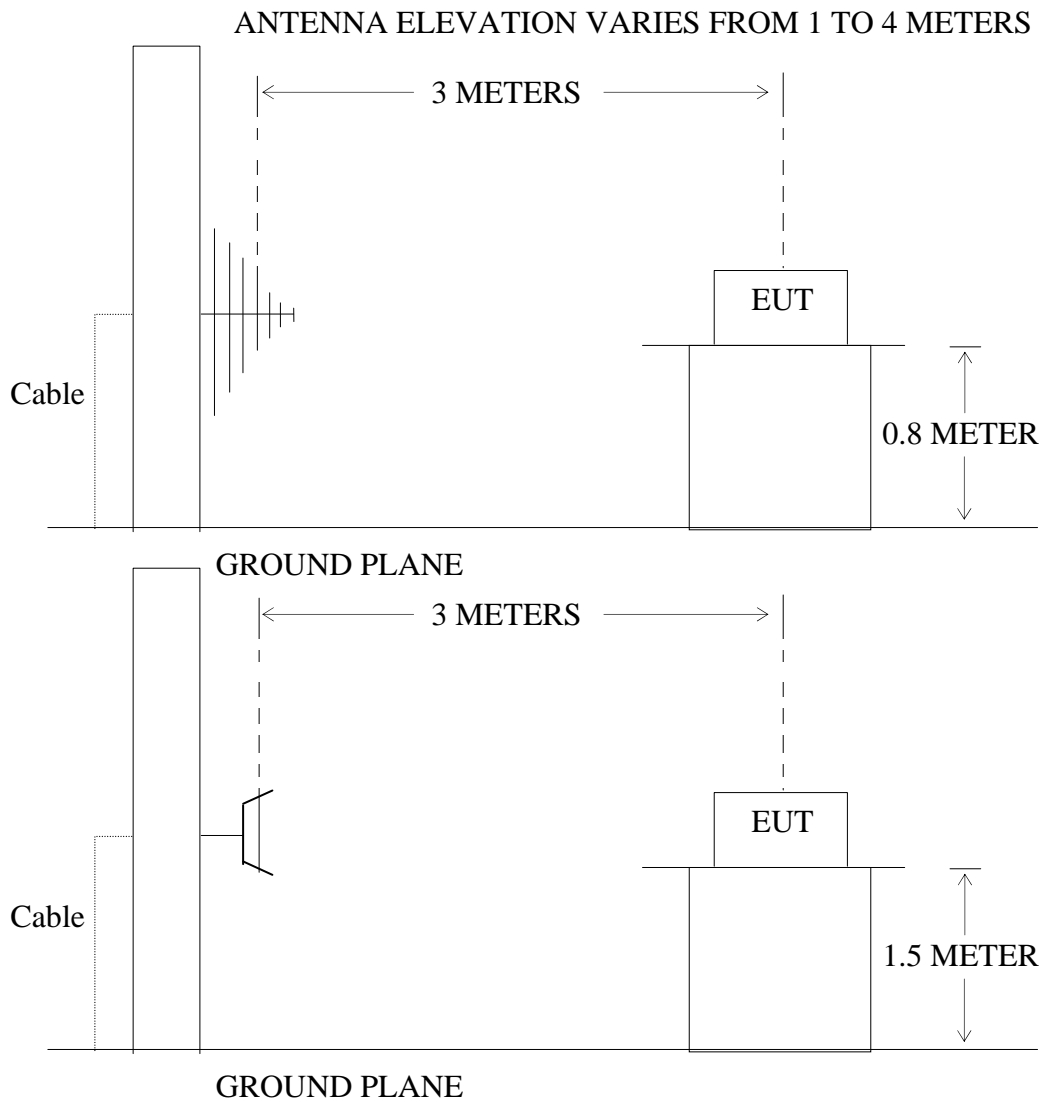 ANTENNA ELEVATION VARIES FROM 1 TO 4 METERS
3 METERS
EUT
Cable
0.8 METER
GROUND PLANE
3 METERS
EUT
Cable
1.5 METER
GROUND PLANE